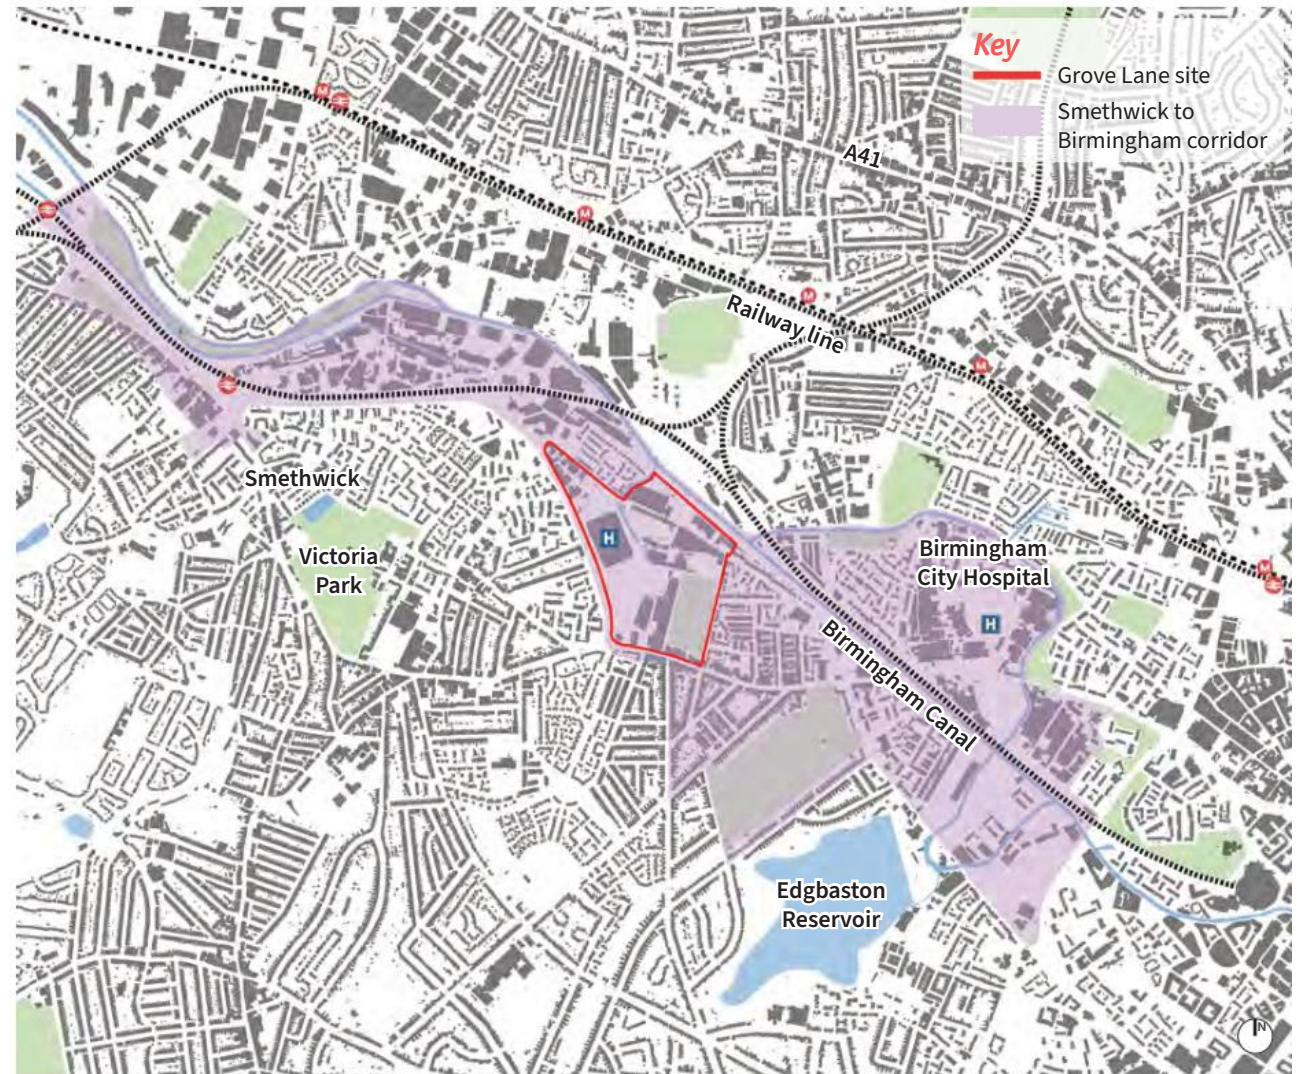 Key
Grove Lane site
Smethwick to
Birmingham corridor
M
A41
M
M
Railway line
M
Smethwick
Victoria
Park
H
Birmingham
City Hospital
H
M
Birmingham Canal
Edgbaston
Reservoir
N